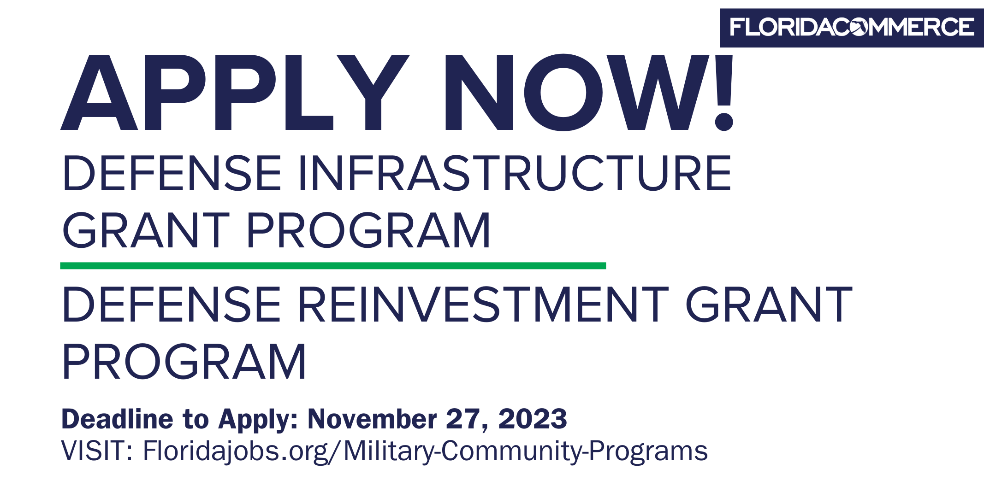 FLORIDACOMMERCE
APPLY NOW!
DEFENSE INFRASTRUCTURE
GRANT PROGRAM
DEFENSE REINVESTMENT GRANT
PROGRAM
Deadline to Apply: November 27, 2023
VISIT: Floridajobs.org/Military-Community-Programs